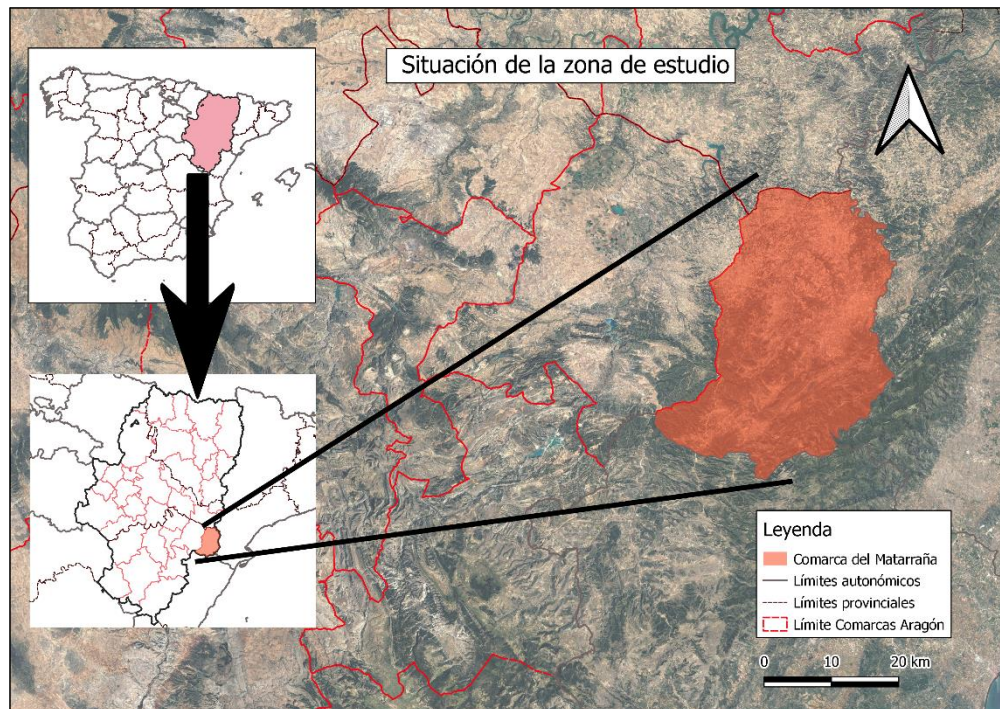 Situación de la zona de estudio
Leyenda
Comarca del Matarraña
Límites autonómicos
Límites provinciales
Límite Comarcas Aragón
0 10 20 km